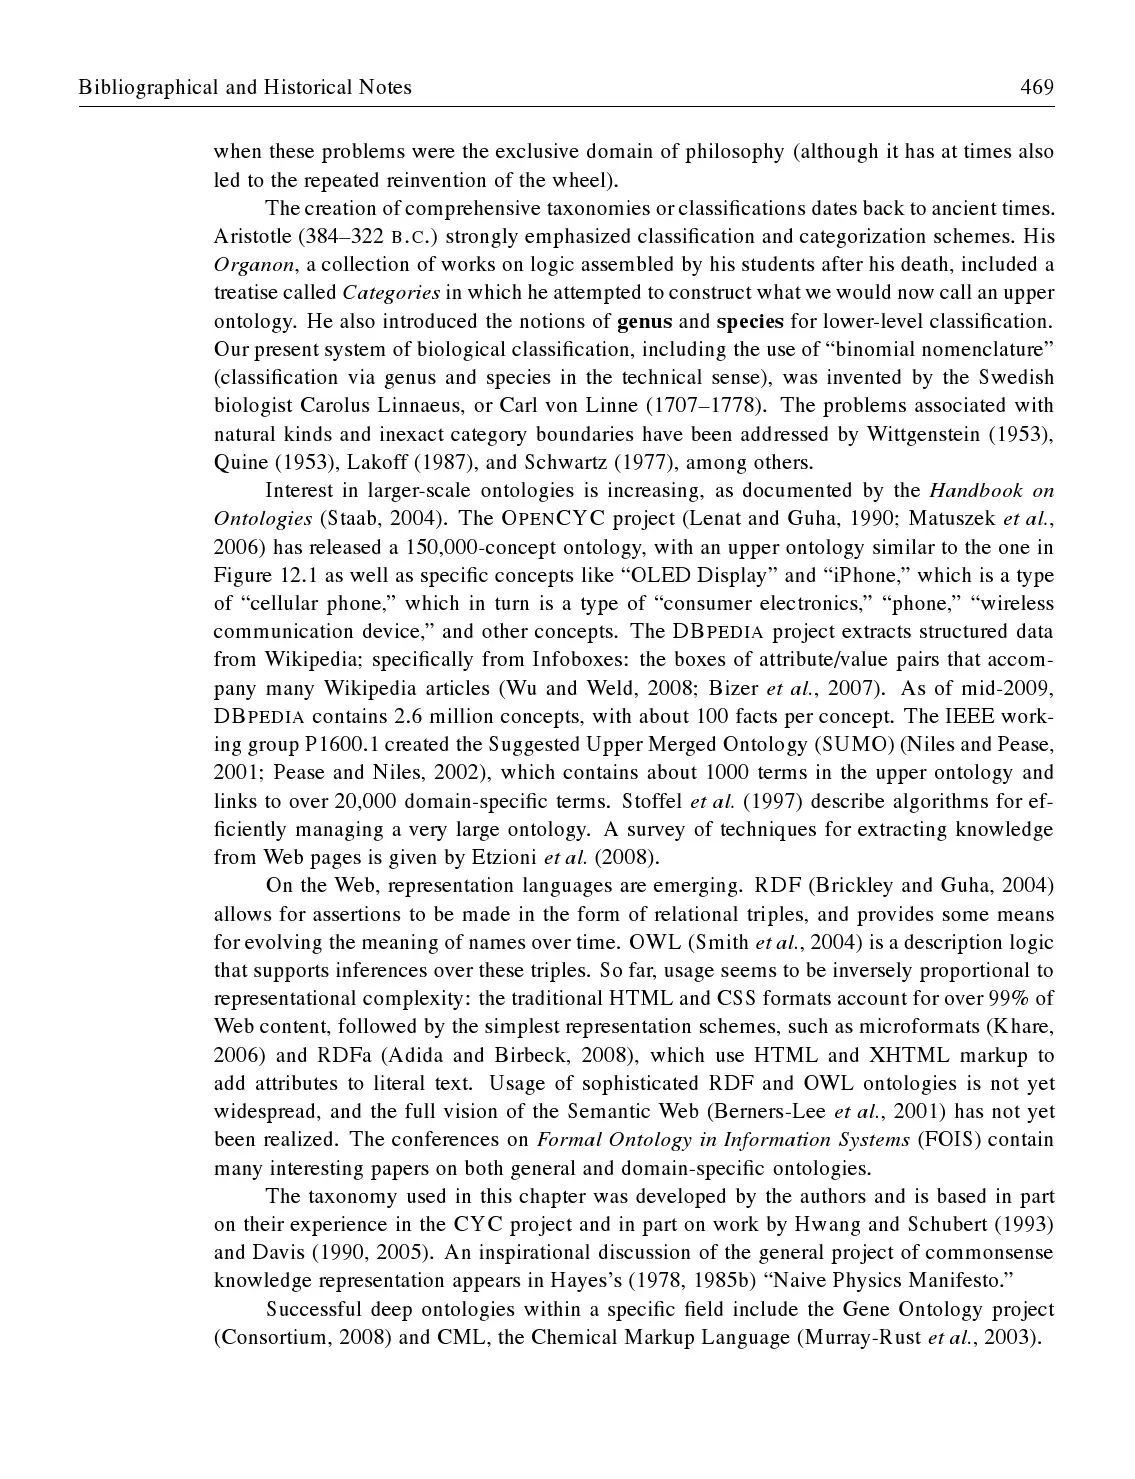 Bibliographical and Historical Notes 469
when these problems were the exclusive domain of philosophy (although it has at times also
led to the repeated reinvention of the wheel).
The creation of comprehensive taxonomies or classifications dates back to ancient times.
Aristotle (384–322 B.C.) strongly emphasized classification and categorization schemes. His
Organon, a collection of works on logic assembled by his students after his death, included a
treatise called Categories in which he attempted to construct what we would now call an upper
ontology. He also introduced the notions of genus and species for lower-level classification.
Our present system of biological classification, including the use of “binomial nomenclature”
(classification via genus and species in the technical sense), was invented by the Swedish
biologist Carolus Linnaeus, or Carl von Linne (1707–1778). The problems associated with
natural kinds and inexact category boundaries have been addressed by Wittgenstein (1953),
Quine (1953), Lakoff (1987), and Schwartz (1977), among others.
Interest in larger-scale ontologies is increasing, as documented by the Handbook on
Ontologies (Staab, 2004). The OPENCYC project (Lenat and Guha, 1990; Matuszek et al.,
2006) has released a 150,000-concept ontology, with an upper ontology similar to the one in
Figure 12.1 as well as specific concepts like “OLED Display” and “iPhone,” which is a type
of “cellular phone,” which in turn is a type of “consumer electronics,” “phone,” “wireless
communication device,” and other concepts. The DBPEDIA project extracts structured data
from Wikipedia; specifically from Infoboxes: the boxes of attribute/value pairs that accom-
pany many Wikipedia articles (Wu and Weld, 2008; Bizer et al., 2007). As of mid-2009,
DBPEDIA contains 2.6 million concepts, with about 100 facts per concept. The IEEE work-
ing group P1600.1 created the Suggested Upper Merged Ontology (SUMO) (Niles and Pease,
2001; Pease and Niles, 2002), which contains about 1000 terms in the upper ontology and
links to over 20,000 domain-specific terms. Stoffel et al. (1997) describe algorithms for ef-
ficiently managing a very large ontology. A survey of techniques for extracting knowledge
from Web pages is given by Etzioni et al. (2008).
On the Web, representation languages are emerging. RDF (Brickley and Guha, 2004)
allows for assertions to be made in the form of relational triples, and provides some means
for evolving the meaning of names over time. OWL (Smith et al., 2004) is a description logic
that supports inferences over these triples. So far, usage seems to be inversely proportional to
representational complexity: the traditional HTML and CSS formats account for over 99% of
Web content, followed by the simplest representation schemes, such as microformats (Khare,
2006) and RDFa (Adida and Birbeck, 2008), which use HTML and XHTML markup to
add attributes to literal text. Usage of sophisticated RDF and OWL ontologies is not yet
widespread, and the full vision of the Semantic Web (Berners-Lee et al., 2001) has not yet
been realized. The conferences on Formal Ontology in Information Systems (FOIS) contain
many interesting papers on both general and domain-specific ontologies.
The taxonomy used in this chapter was developed by the authors and is based in part
on their experience in the CYC project and in part on work by Hwang and Schubert (1993)
and Davis (1990, 2005). An inspirational discussion of the general project of commonsense
knowledge representation appears in Hayes’s (1978, 1985b) “Naive Physics Manifesto.”
Successful deep ontologies within a specific field include the Gene Ontology project
(Consortium, 2008) and CML, the Chemical Markup Language (Murray-Rust et al., 2003).